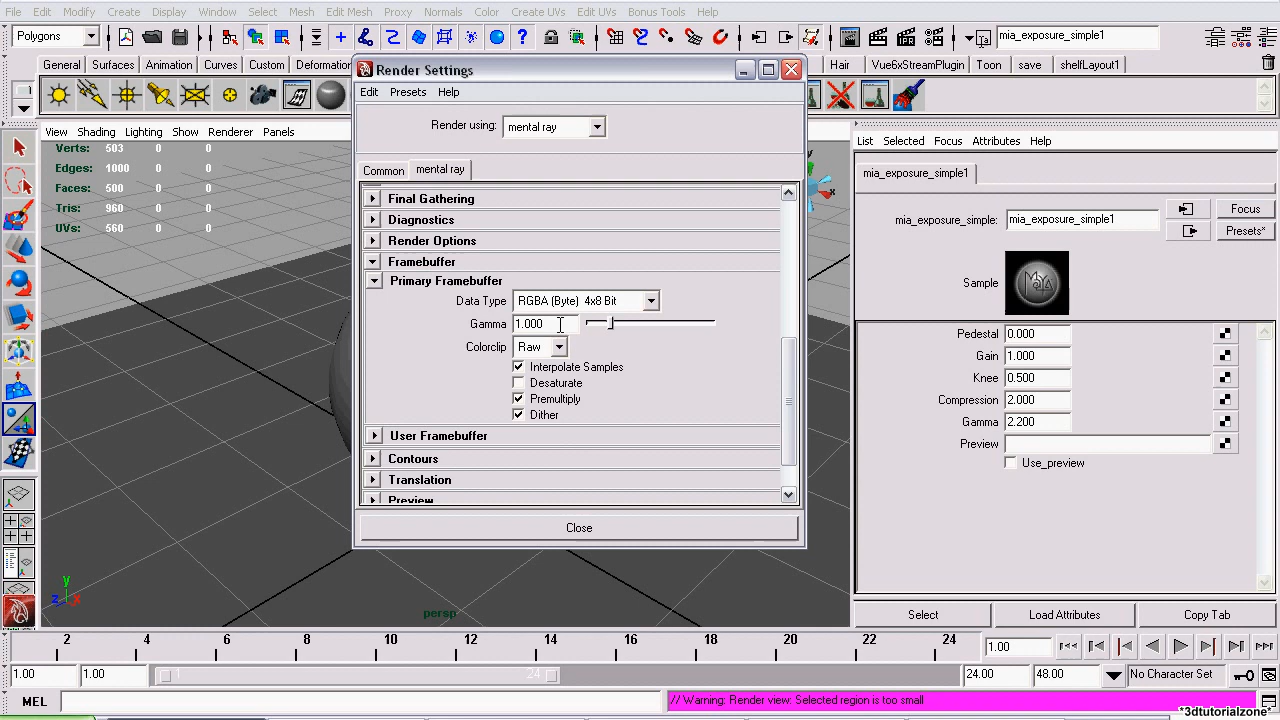 File Edit Modify Create Display Window Select Mesh Edit Mesh Proxy Normals Color Create UVs Edit UVs Bonus Tools Help
Polygons
mia_exposure_simple1
General Surfaces Animation Curves Custom Deformation
Hair Vue6xStreamPlugin Toon save shelfLayout1
Render Settings
Edit Presets Help
Render using: mental ray
Common mental ray
Final Gathering
Diagnostics
Render Options
Framebuffer
Primary Framebuffer
Data Type RGBA (Byte) 4x8 Bit
Gamma 1.000
Colorclip Raw
Interpolate Samples
Desaturate
Premultiply
Dither
User Framebuffer
Contours
Translation
Preview
Close
View Shading Lighting Show Renderer Panels
Verts: 503 0 0
Edges: 1000 0 0
Faces: 500 0 0
Tris: 960 0 0
UVs: 560 0 0
y
x
y
z x
persp
List Selected Focus Attributes Help
mia_exposure_simple1
mia_exposure_simple: mia_exposure_simple1
Focus
Presets*
Sample
Pedestal 0.000
Gain 1.000
Knee 0.500
Compression 2.000
Gamma 2.200
Preview
Use_preview
Select Load Attributes Copy Tab
2 4 6 8 10 12 14 16 18 20 22 24
1.00
1.00 1.00 1 24 24.00 48.00 No Character Set
MEL
// Warning: Render view: Selected region is too small
*3dtutorialzone*